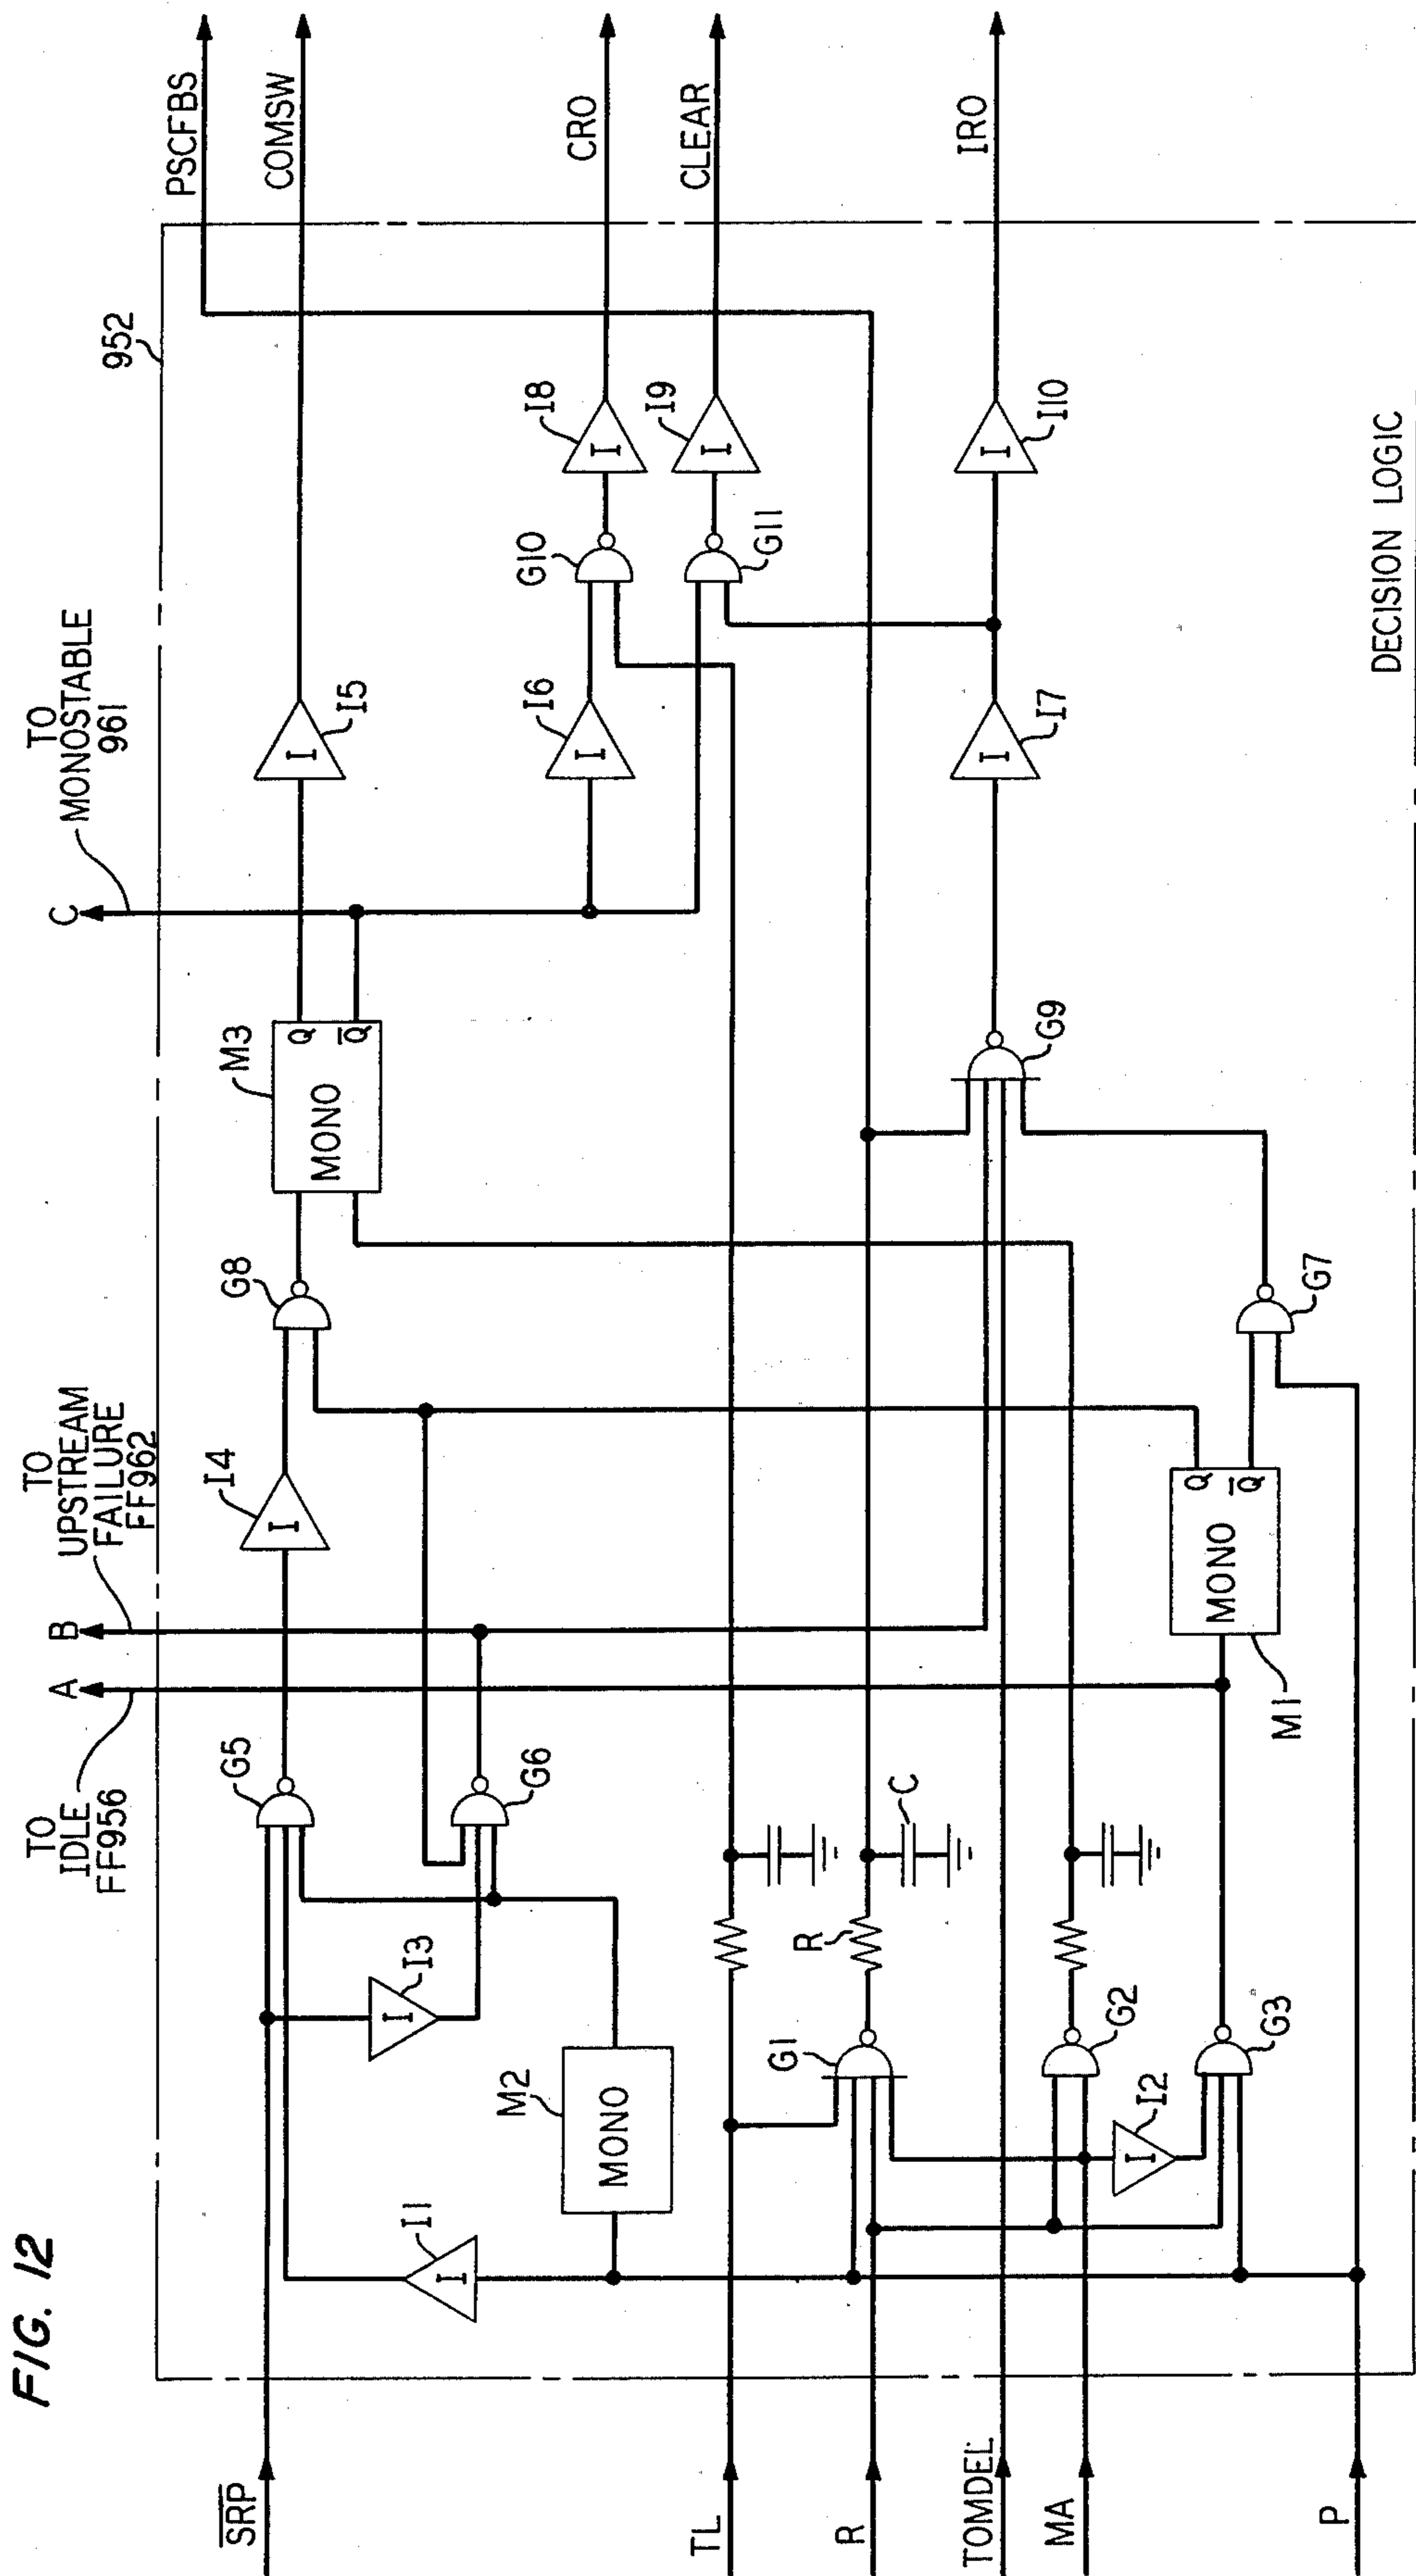 FIG. 12
952
PSCFBS
COMSW
CRO
CLEAR
IRO
TO
MONOSTABLE
961
C
TO
UPSTREAM
FAILURE
FF962
B
TO
IDLE
FF956
A
SRP
TL
R
TOMDEL
MA
P
I1
I
M2
MONO
I3
I
G5
G6
I4
I
G8
M3
MONO
Q
Q
I5
I
I6
I
G10
I8
I
G11
I9
I
G1
R
C
G2
I2
I
G3
M1
MONO
Q
Q
G7
G9
I7
I
I10
I
DECISION LOGIC